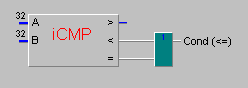 32 A >
iCMP
32 B < 1 Cond (<=)
=